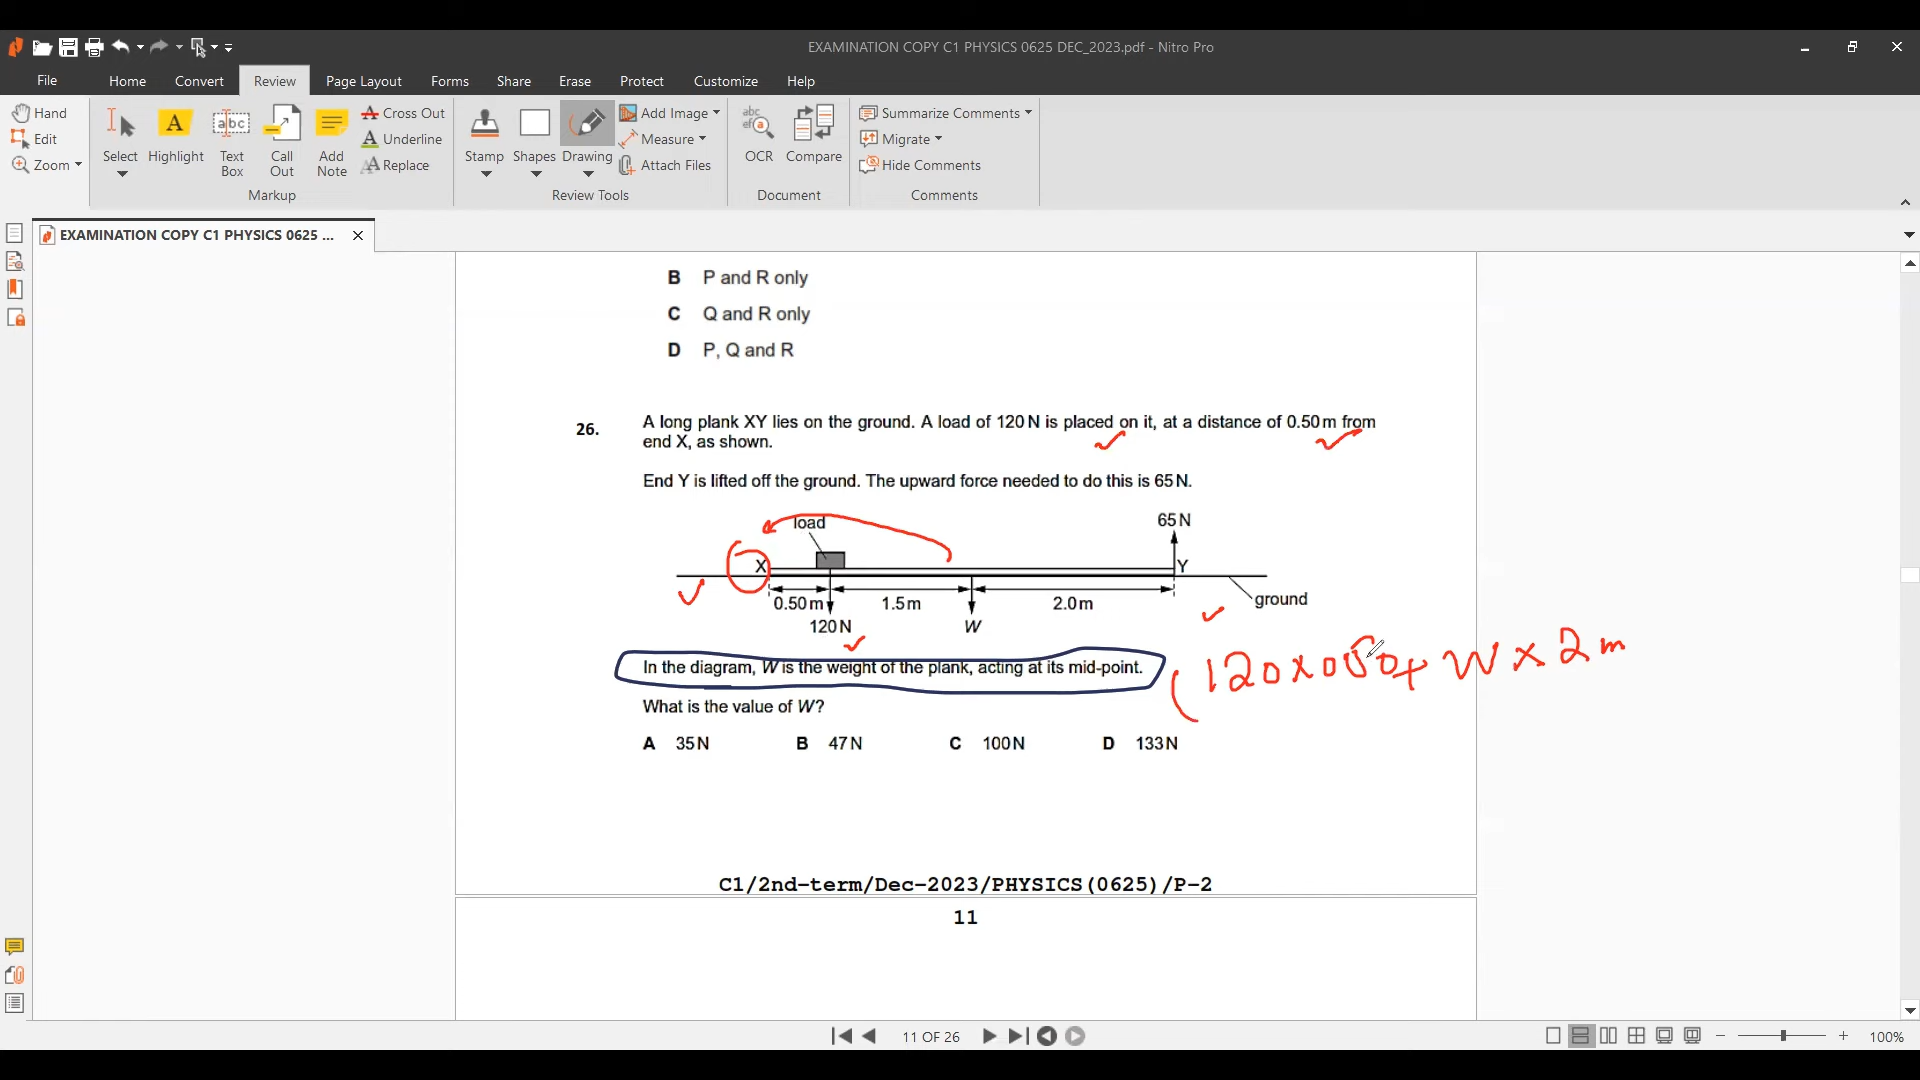 EXAMINATION COPY C1 PHYSICS 0625 DEC_2023.pdf - Nitro Pro
File Home Convert Review Page Layout Forms Share Erase Protect Customize Help
Hand
Edit
Zoom
Select
Highlight
Text Box
Call Out
Add Note
Cross Out
Underline
Replace
Markup
Stamp
Shapes
Drawing
Add Image
Measure
Attach Files
Review Tools
OCR
Compare
Document
Summarize Comments
Migrate
Hide Comments
Comments
EXAMINATION COPY C1 PHYSICS 0625 ...
B P and R only
C Q and R only
D P, Q and R
26. A long plank XY lies on the ground. A load of 120 N is placed on it, at a distance of 0.50 m from
end X, as shown.
End Y is lifted off the ground. The upward force needed to do this is 65 N.
load
65 N
X
Y
0.50 m 1.5 m 2.0 m
ground
120 N
W
In the diagram, W is the weight of the plank, acting at its mid-point.
(120 x 050 + W x 2 m
What is the value of W?
A 35 N B 47 N C 100 N D 133 N
C1/2nd-term/Dec-2023/PHYSICS(0625)/P-2
11
11 OF 26
100%